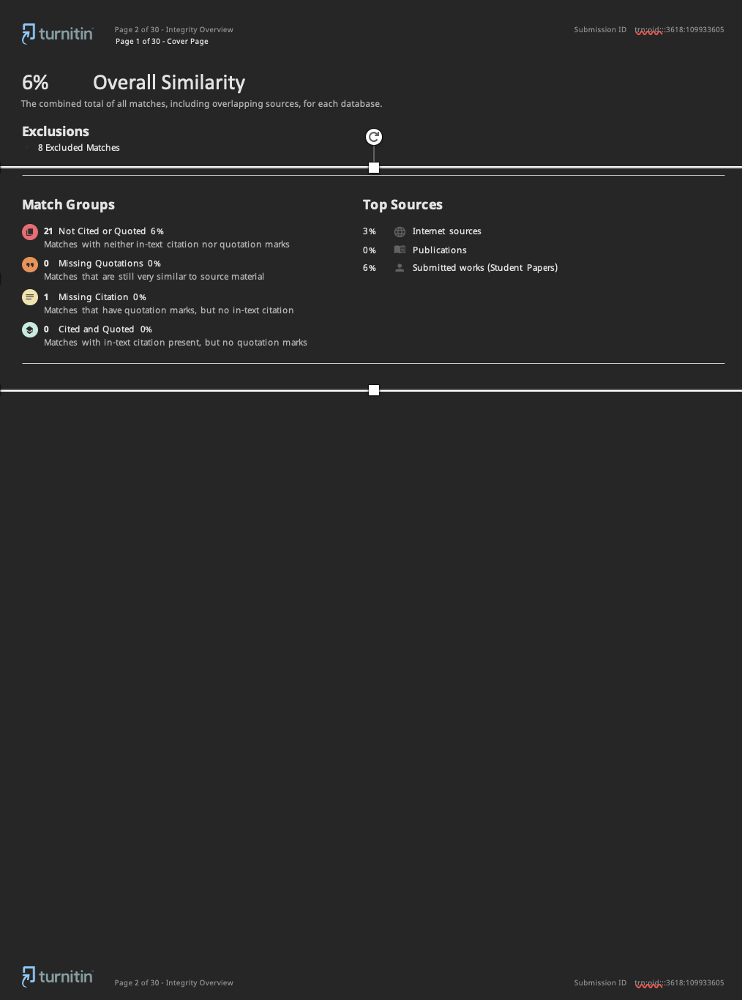 turnitin
Page 2 of 30 - Integrity Overview
Submission ID trn:oid:::3618:109933605
Page 1 of 30 - Cover Page
6% Overall Similarity
The combined total of all matches, including overlapping sources, for each database.
Exclusions
8 Excluded Matches
Match Groups
21 Not Cited or Quoted 6%
Matches with neither in-text citation nor quotation marks
0 Missing Quotations 0%
Matches that are still very similar to source material
1 Missing Citation 0%
Matches that have quotation marks, but no in-text citation
0 Cited and Quoted 0%
Matches with in-text citation present, but no quotation marks
Top Sources
3% Internet sources
0% Publications
6% Submitted works (Student Papers)
turnitin
Page 2 of 30 - Integrity Overview
Submission ID trn:oid:::3618:109933605